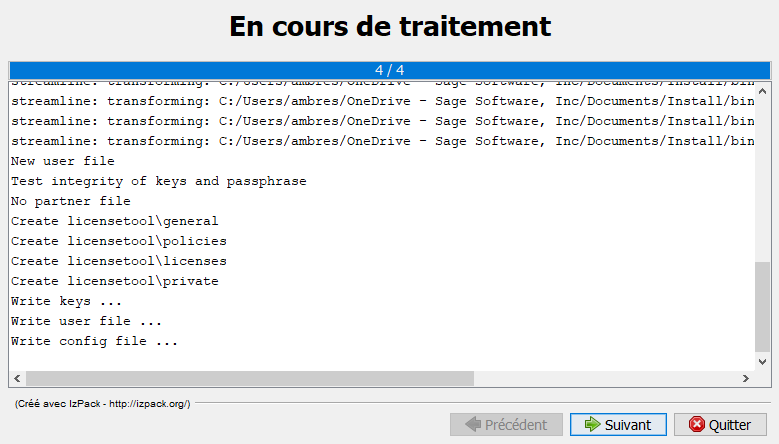 En cours de traitement
4 / 4
streamline: transforming: C:/Users/ambres/OneDrive - Sage Software, Inc/Documents/Install/bin
streamline: transforming: C:/Users/ambres/OneDrive - Sage Software, Inc/Documents/Install/bin
streamline: transforming: C:/Users/ambres/OneDrive - Sage Software, Inc/Documents/Install/bin
streamline: transforming: C:/Users/ambres/OneDrive - Sage Software, Inc/Documents/Install/bin
New user file
Test integrity of keys and passphrase
No partner file
Create licensetool\general
Create licensetool\policies
Create licensetool\licenses
Create licensetool\private
Write keys ...
Write user file ...
Write config file ...
(Créé avec IzPack - http://izpack.org/)
Précédent Suivant Quitter